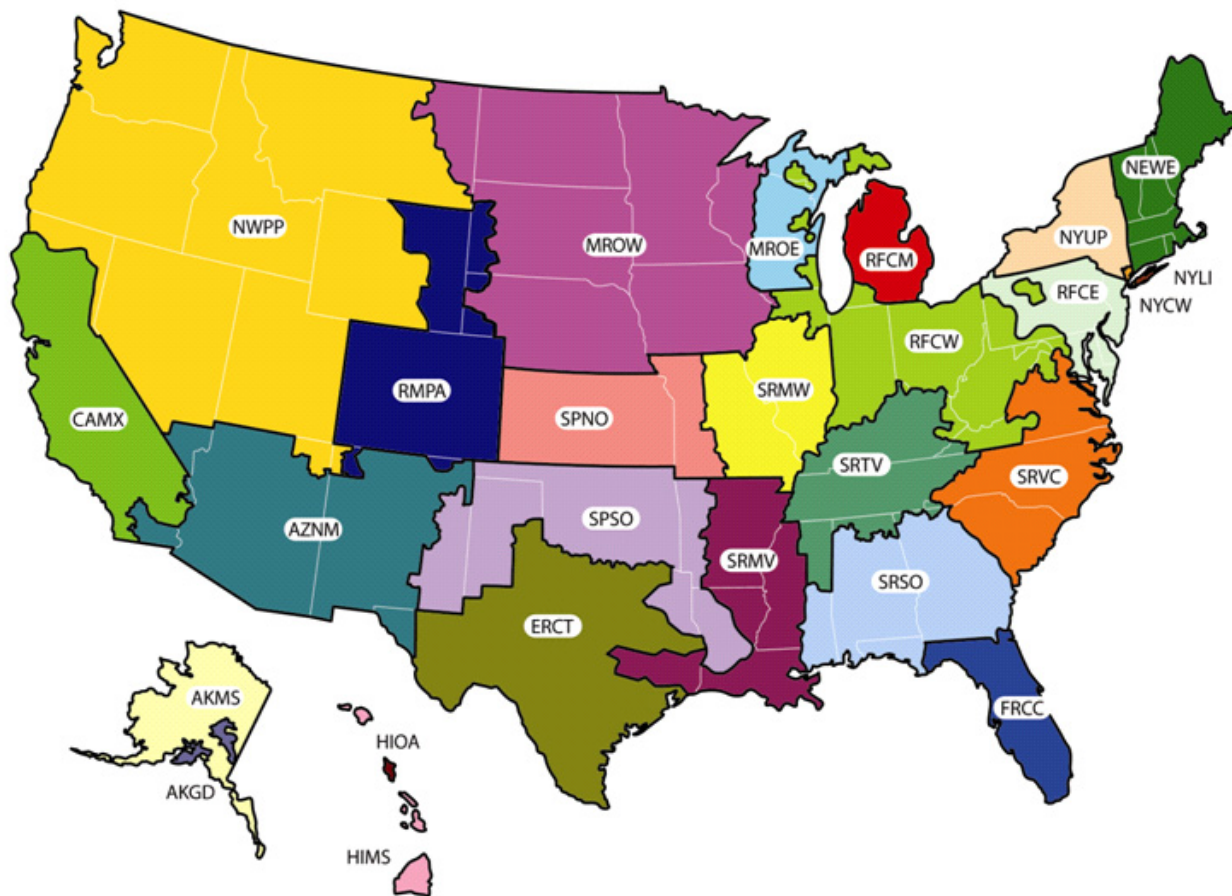 NEWE
NWPP
MROW
MROE
RFCM
NYUP
NYLI
RFCE
NYCW
RFCW
RMPA
SRMW
CAMX
SPNO
SRTV
SRVC
AZNM
SPSO
SRMV
SRSO
ERCT
AKMS
FRCC
HIOA
AKGD
HIMS